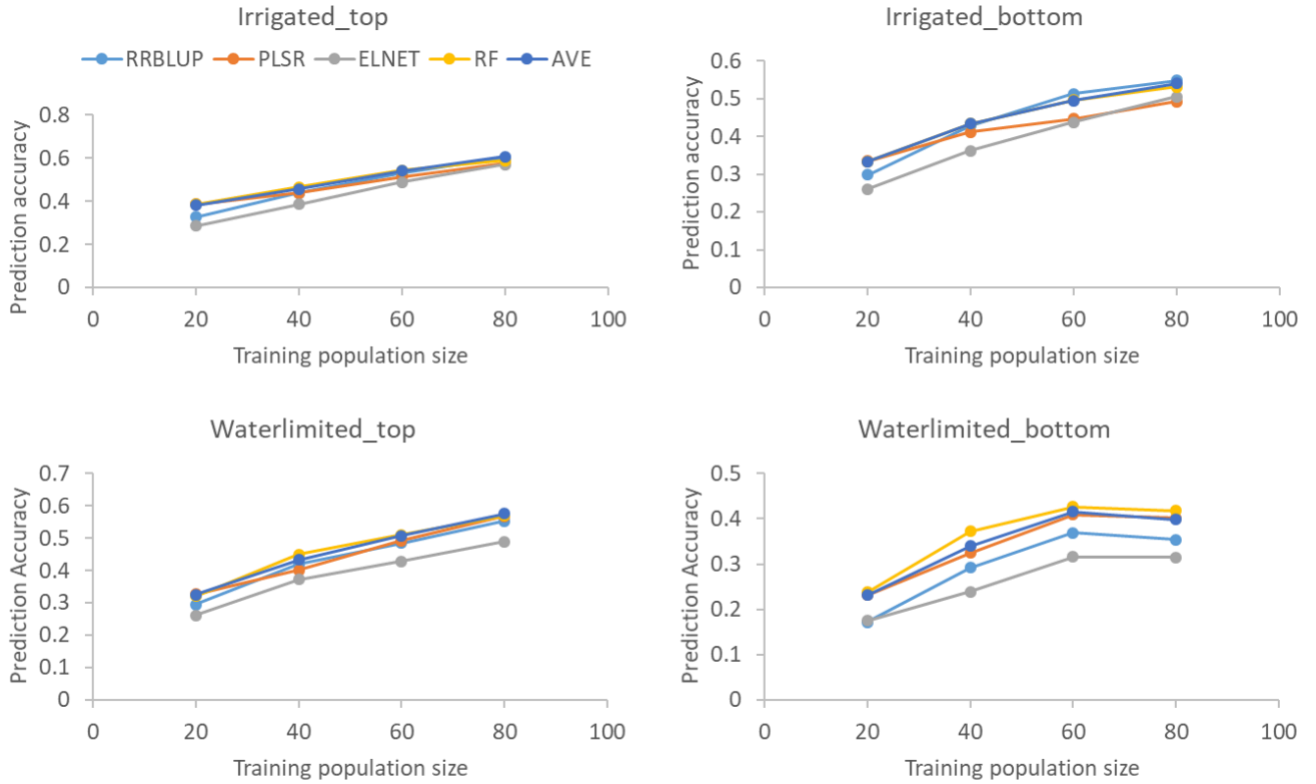 Irrigated_top
RRBLUP PLSR ELNET RF AVE
Prediction accuracy
0.8
0.6
0.4
0.2
0
0 20 40 60 80 100
Training population size
Irrigated_bottom
Prediction accuracy
0.6
0.5
0.4
0.3
0.2
0.1
0
0 20 40 60 80 100
Training population size
Waterlimited_top
Prediction Accuracy
0.7
0.6
0.5
0.4
0.3
0.2
0.1
0
0 20 40 60 80 100
Training population size
Waterlimited_bottom
Prediction Accuracy
0.5
0.4
0.3
0.2
0.1
0
0 20 40 60 80 100
Training population size